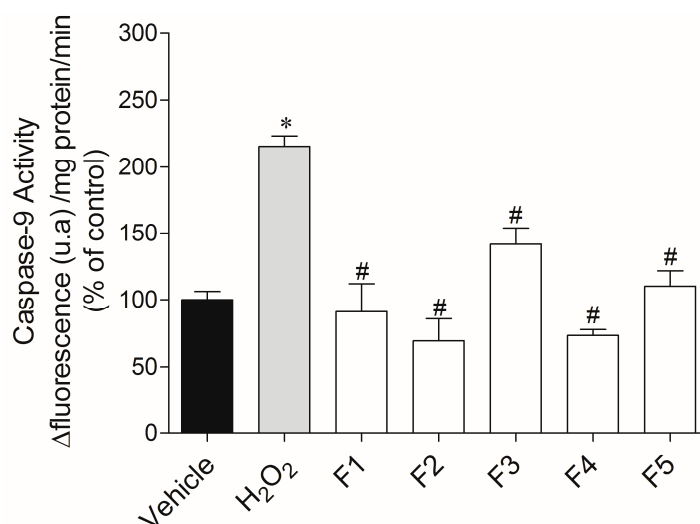 Caspase-9 Activity
Δfluorescence (u.a) /mg protein/min
(% of control)
300
250
200
150
100
50
0
*
#
#
#
#
#
Vehicle
H₂O₂
F1
F2
F3
F4
F5